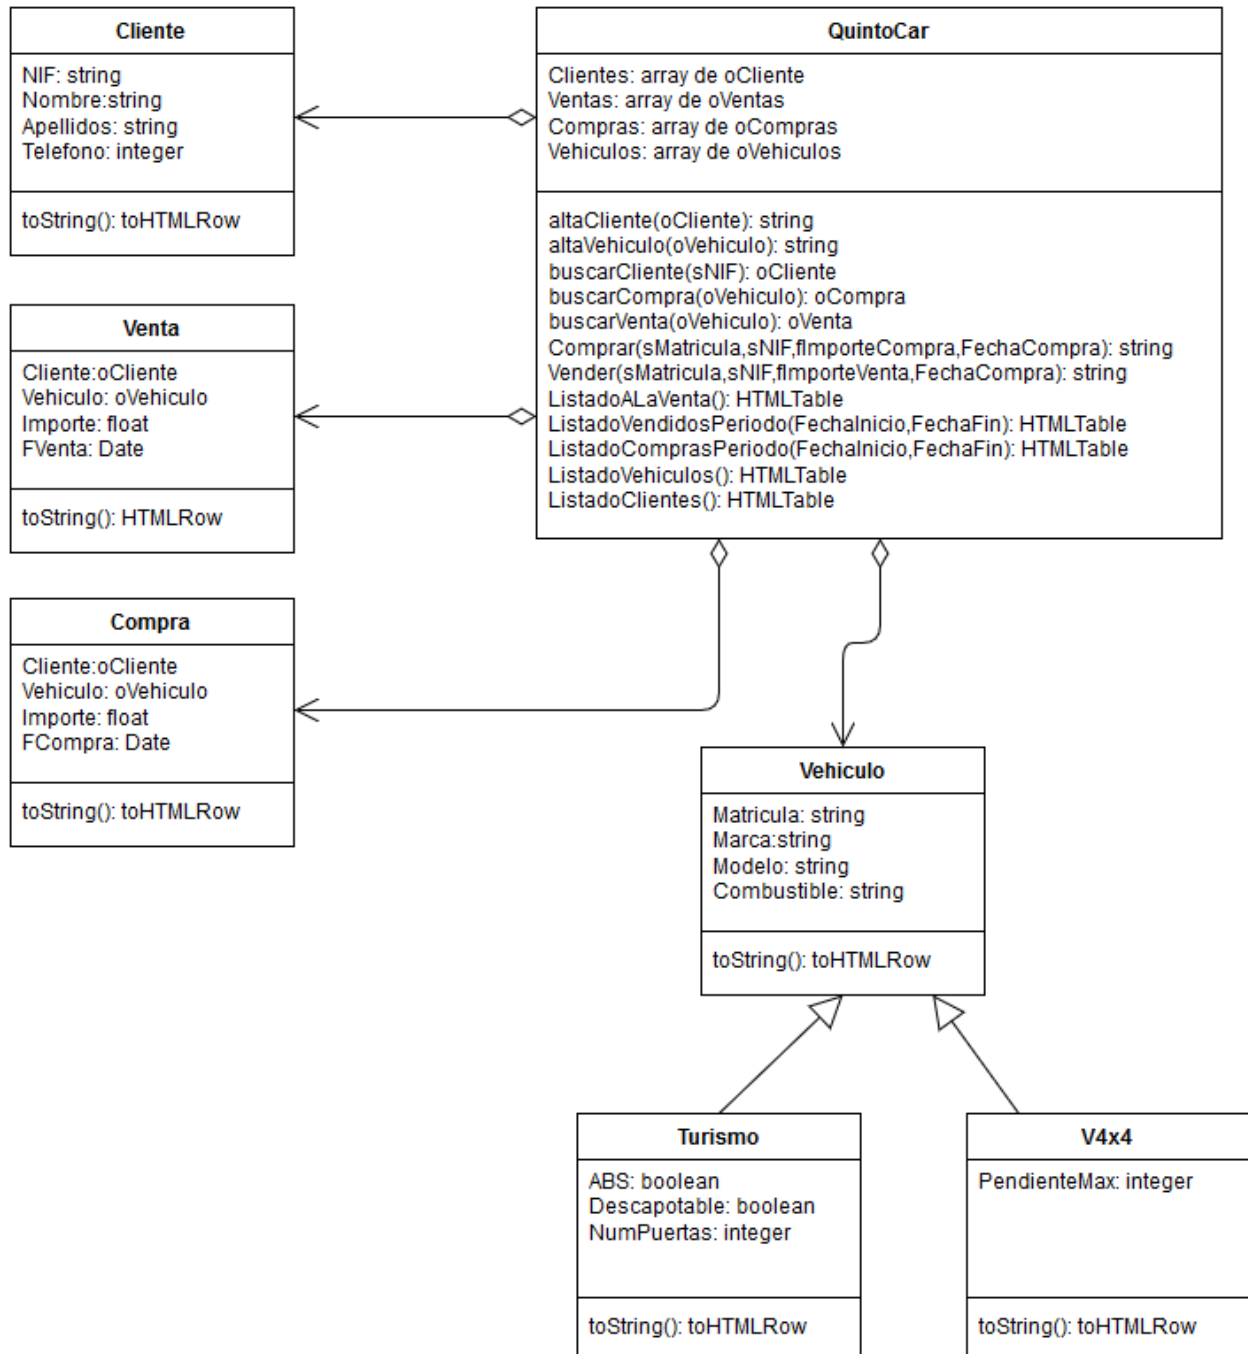 Cliente
NIF: string
Nombre:string
Apellidos: string
Telefono: integer
toString(): toHTMLRow
QuintoCar
Clientes: array de oCliente
Ventas: array de oVentas
Compras: array de oCompras
Vehiculos: array de oVehiculos
altaCliente(oCliente): string
altaVehiculo(oVehiculo): string
buscarCliente(sNIF): oCliente
buscarCompra(oVehiculo): oCompra
buscarVenta(oVehiculo): oVenta
Comprar(sMatricula,sNIF,fImporteCompra,FechaCompra): string
Vender(sMatricula,sNIF,fImporteVenta,FechaCompra): string
ListadoALaVenta(): HTMLTable
ListadoVendidosPeriodo(FechaInicio,FechaFin): HTMLTable
ListadoComprasPeriodo(FechaInicio,FechaFin): HTMLTable
ListadoVehiculos(): HTMLTable
ListadoClientes(): HTMLTable
Venta
Cliente:oCliente
Vehiculo: oVehiculo
Importe: float
FVenta: Date
toString(): HTMLRow
Compra
Cliente:oCliente
Vehiculo: oVehiculo
Importe: float
FCompra: Date
toString(): toHTMLRow
Vehiculo
Matricula: string
Marca:string
Modelo: string
Combustible: string
toString(): toHTMLRow
Turismo
ABS: boolean
Descapotable: boolean
NumPuertas: integer
toString(): toHTMLRow
V4x4
PendienteMax: integer
toString(): toHTMLRow